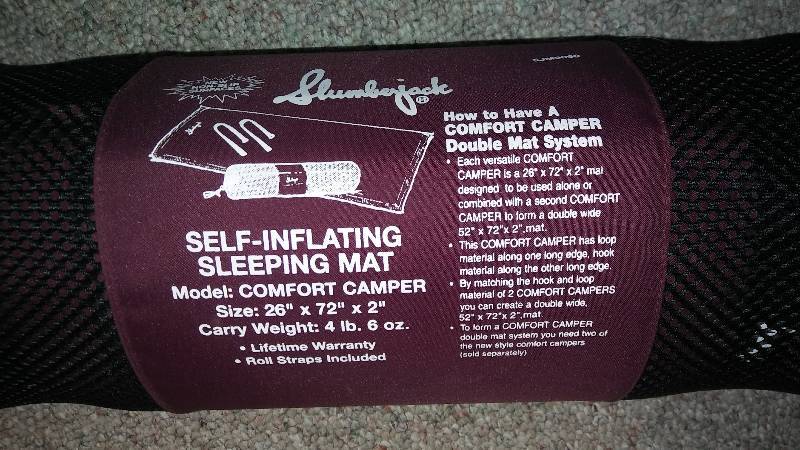 NEW
NON-SLIP
SURFACES
Slumberjack®
SELF-INFLATING
SLEEPING MAT
Model: COMFORT CAMPER
Size: 26" x 72" x 2"
Carry Weight: 4 lb. 6 oz.
• Lifetime Warranty
• Roll Straps Included
How to Have A
COMFORT CAMPER
Double Mat System
• Each versatile COMFORT
CAMPER is a 26" x 72" x 2" mat
designed to be used alone or
combined with a second COMFORT
CAMPER to form a double wide
52" x 72"x 2",mat.
• This COMFORT CAMPER has loop
material along one long edge, hook
material along the other long edge.
• By matching the hook and loop
material of 2 COMFORT CAMPERS
you can create a double wide,
52" x 72"x 2",mat.
• To form a COMFORT CAMPER
double mat system you need two of
the new style comfort campers
(sold separately)